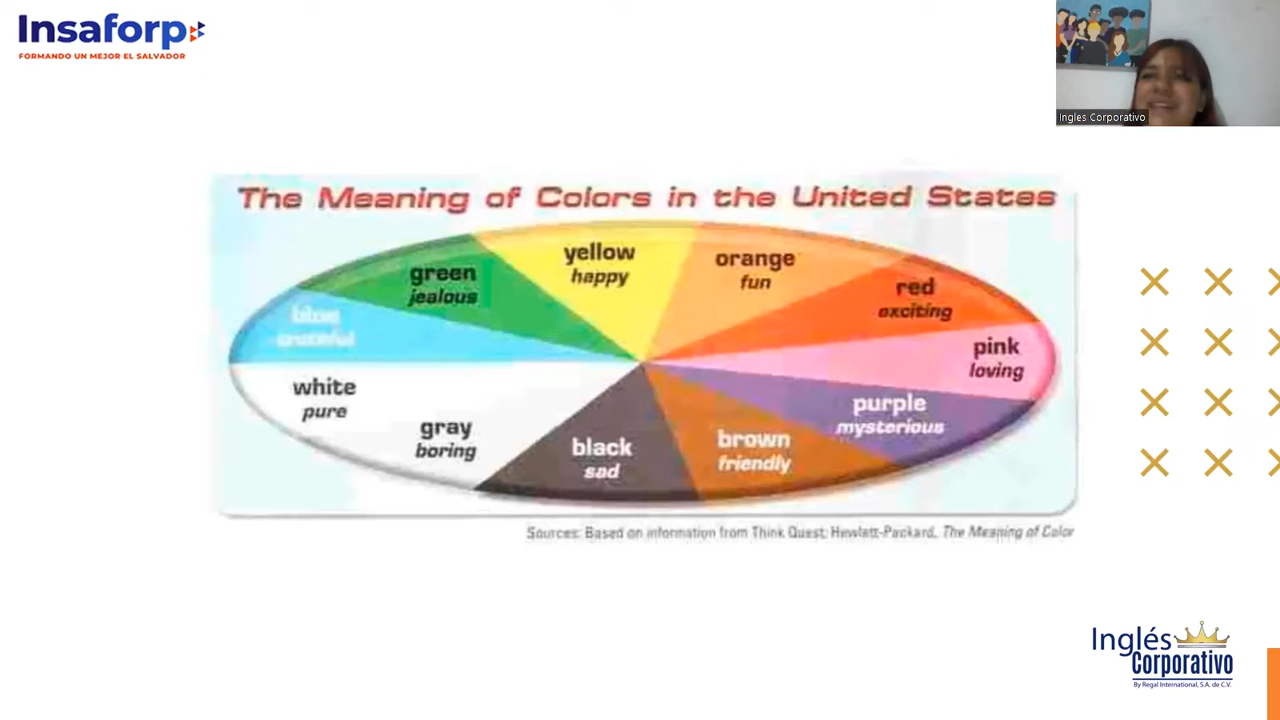 Insaforp
FORMANDO UN MEJOR EL SALVADOR
Ingles Corporativo
The Meaning of Colors in the United States
yellow
happy
orange
fun
green
jealous
red
exciting
blue
pink
loving
white
pure
purple
mysterious
gray
boring
black
sad
brown
friendly
Sources: Based on information from Think Quest; Hewlett-Packard, The Meaning of Color
Inglés
Corporativo
By Regal International, S.A. de C.V.